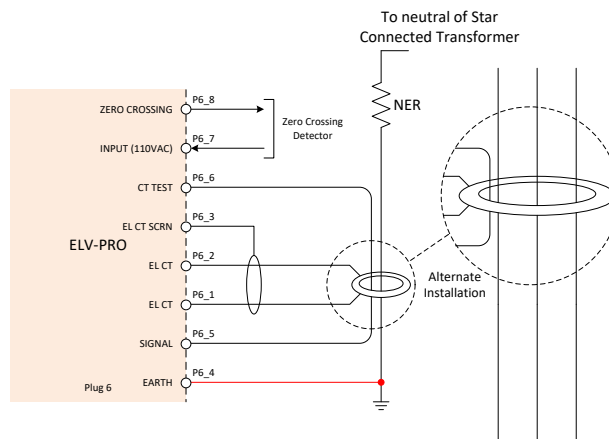 To neutral of Star
Connected Transformer
NER
ZERO CROSSING
P6_8
INPUT (110VAC)
P6_7
Zero Crossing
Detector
CT TEST
P6_6
EL CT SCRN
P6_3
ELV-PRO
EL CT
P6_2
EL CT
P6_1
SIGNAL
P6_5
EARTH
P6_4
Plug 6
Alternate
Installation